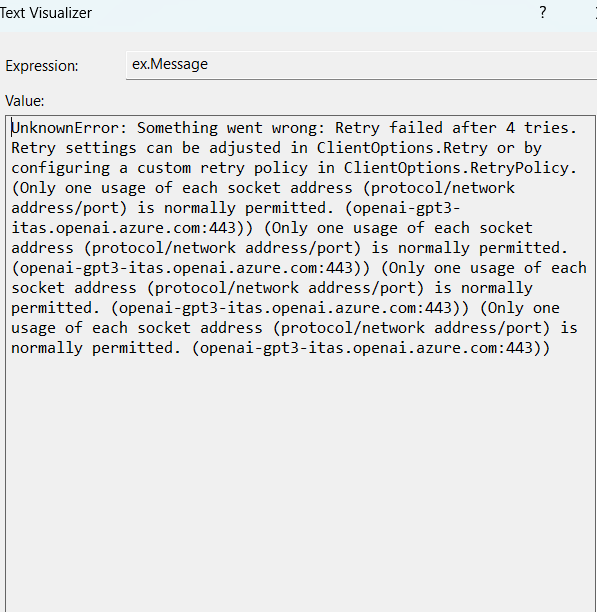 Text Visualizer ?
Expression: ex.Message
Value:
UnknownError: Something went wrong: Retry failed after 4 tries.
Retry settings can be adjusted in ClientOptions.Retry or by
configuring a custom retry policy in ClientOptions.RetryPolicy.
(Only one usage of each socket address (protocol/network
address/port) is normally permitted. (openai-gpt3-
itas.openai.azure.com:443)) (Only one usage of each socket
address (protocol/network address/port) is normally permitted.
(openai-gpt3-itas.openai.azure.com:443)) (Only one usage of each
socket address (protocol/network address/port) is normally
permitted. (openai-gpt3-itas.openai.azure.com:443)) (Only one
usage of each socket address (protocol/network address/port) is
normally permitted. (openai-gpt3-itas.openai.azure.com:443))